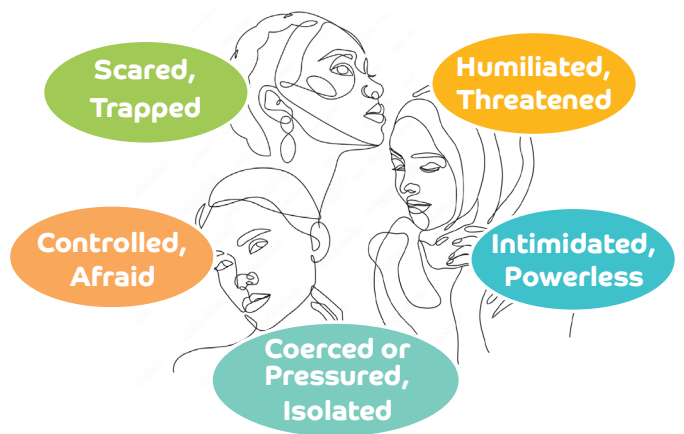 Scared,
Trapped
Humiliated,
Threatened
Controlled,
Afraid
Intimidated,
Powerless
Coerced or
Pressured,
Isolated